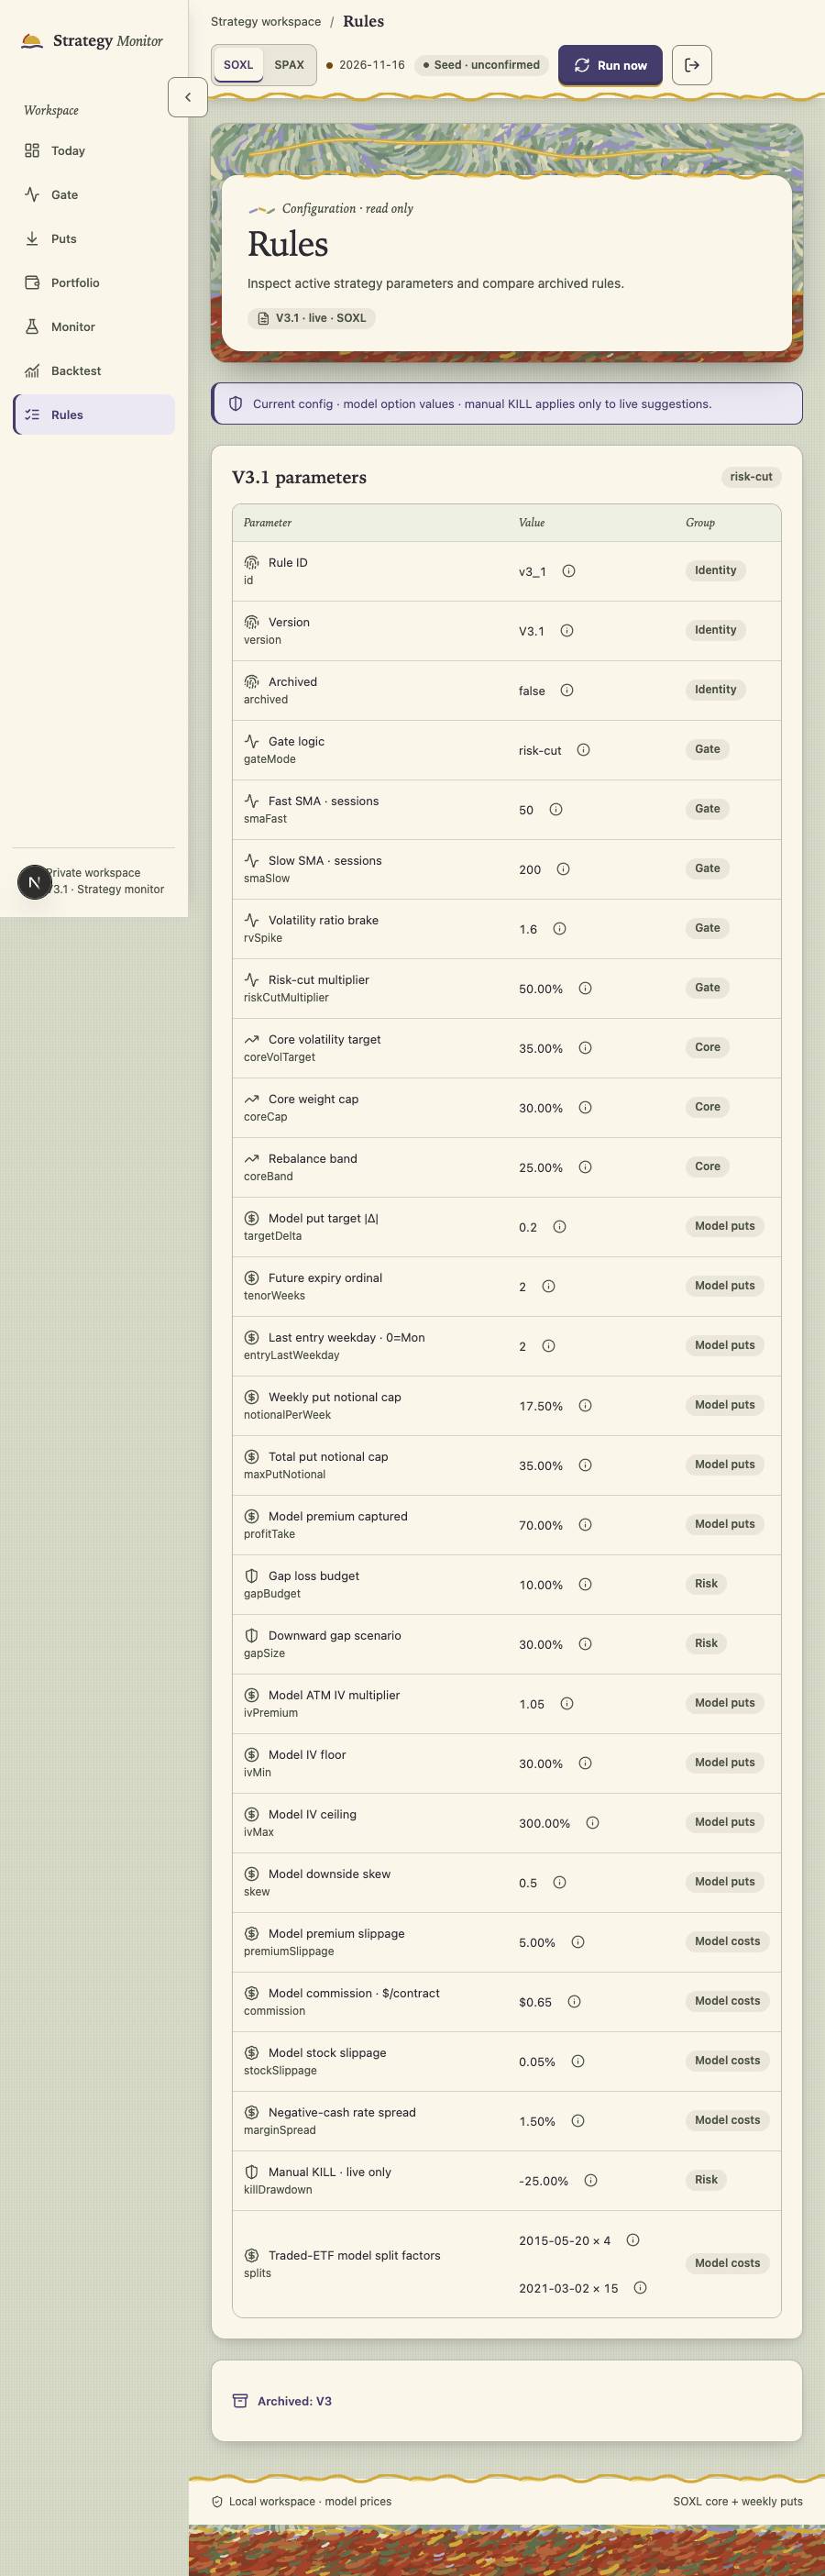 Strategy Monitor
Strategy workspace / Rules
SOXL SPAX 2026-11-16 Seed · unconfirmed Run now
Workspace
Today
Gate
Puts
Portfolio
Monitor
Backtest
Rules
Private workspace
V3.1 · Strategy monitor
N
Configuration · read only
Rules
Inspect active strategy parameters and compare archived rules.
V3.1 · live · SOXL
Current config · model option values · manual KILL applies only to live suggestions.
V3.1 parameters risk-cut
Parameter Value Group
Rule ID
id
v3_1 Identity
Version
version
V3.1 Identity
Archived
archived
false Identity
Gate logic
gateMode
risk-cut Gate
Fast SMA · sessions
smaFast
50 Gate
Slow SMA · sessions
smaSlow
200 Gate
Volatility ratio brake
rvSpike
1.6 Gate
Risk-cut multiplier
riskCutMultiplier
50.00% Gate
Core volatility target
coreVolTarget
35.00% Core
Core weight cap
coreCap
30.00% Core
Rebalance band
coreBand
25.00% Core
Model put target |Δ|
targetDelta
0.2 Model puts
Future expiry ordinal
tenorWeeks
2 Model puts
Last entry weekday · 0=Mon
entryLastWeekday
2 Model puts
Weekly put notional cap
notionalPerWeek
17.50% Model puts
Total put notional cap
maxPutNotional
35.00% Model puts
Model premium captured
profitTake
70.00% Model puts
Gap loss budget
gapBudget
10.00% Risk
Downward gap scenario
gapSize
30.00% Risk
Model ATM IV multiplier
ivPremium
1.05 Model puts
Model IV floor
ivMin
30.00% Model puts
Model IV ceiling
ivMax
300.00% Model puts
Model downside skew
skew
0.5 Model puts
Model premium slippage
premiumSlippage
5.00% Model costs
Model commission · $/contract
commission
$0.65 Model costs
Model stock slippage
stockSlippage
0.05% Model costs
Negative-cash rate spread
marginSpread
1.50% Model costs
Manual KILL · live only
killDrawdown
-25.00% Risk
Traded-ETF model split factors
splits
2015-05-20 × 4
2021-03-02 × 15
Model costs
Archived: V3
Local workspace · model prices SOXL core + weekly puts